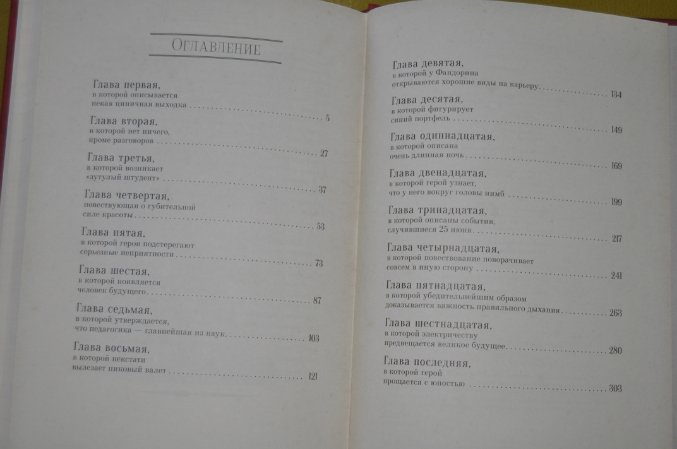 Оглавление
Глава первая,
в которой описывается
некая циничная выходка 5
Глава вторая,
в которой нет ничего,
кроме разговоров 27
Глава третья,
в которой возникает
«зутулый штудент» 37
Глава четвертая,
повествующая о губительной
силе красоты 53
Глава пятая,
в которой героя подстерегают
серьезные неприятности 73
Глава шестая,
в которой появляется
человек будущего 87
Глава седьмая,
в которой утверждается,
что педагогика — главнейшая из наук 103
Глава восьмая,
в которой некстати
вылезает пиковый валет 121
Глава девятая,
в которой у Фандорина
открываются хорошие виды на карьеру 134
Глава десятая,
в которой фигурирует
синий портфель 149
Глава одиннадцатая,
в которой описана
очень длинная ночь 169
Глава двенадцатая,
в которой герой узнает,
что у него вокруг головы нимб 199
Глава тринадцатая,
в которой описаны события,
случившиеся 25 июня 217
Глава четырнадцатая,
в которой повествование поворачивает
совсем в иную сторону 241
Глава пятнадцатая,
в которой убедительнейшим образом
доказывается важность правильного дыхания 263
Глава шестнадцатая,
в которой электричеству
предвещается великое будущее 280
Глава последняя,
в которой герой
прощается с юностью 303